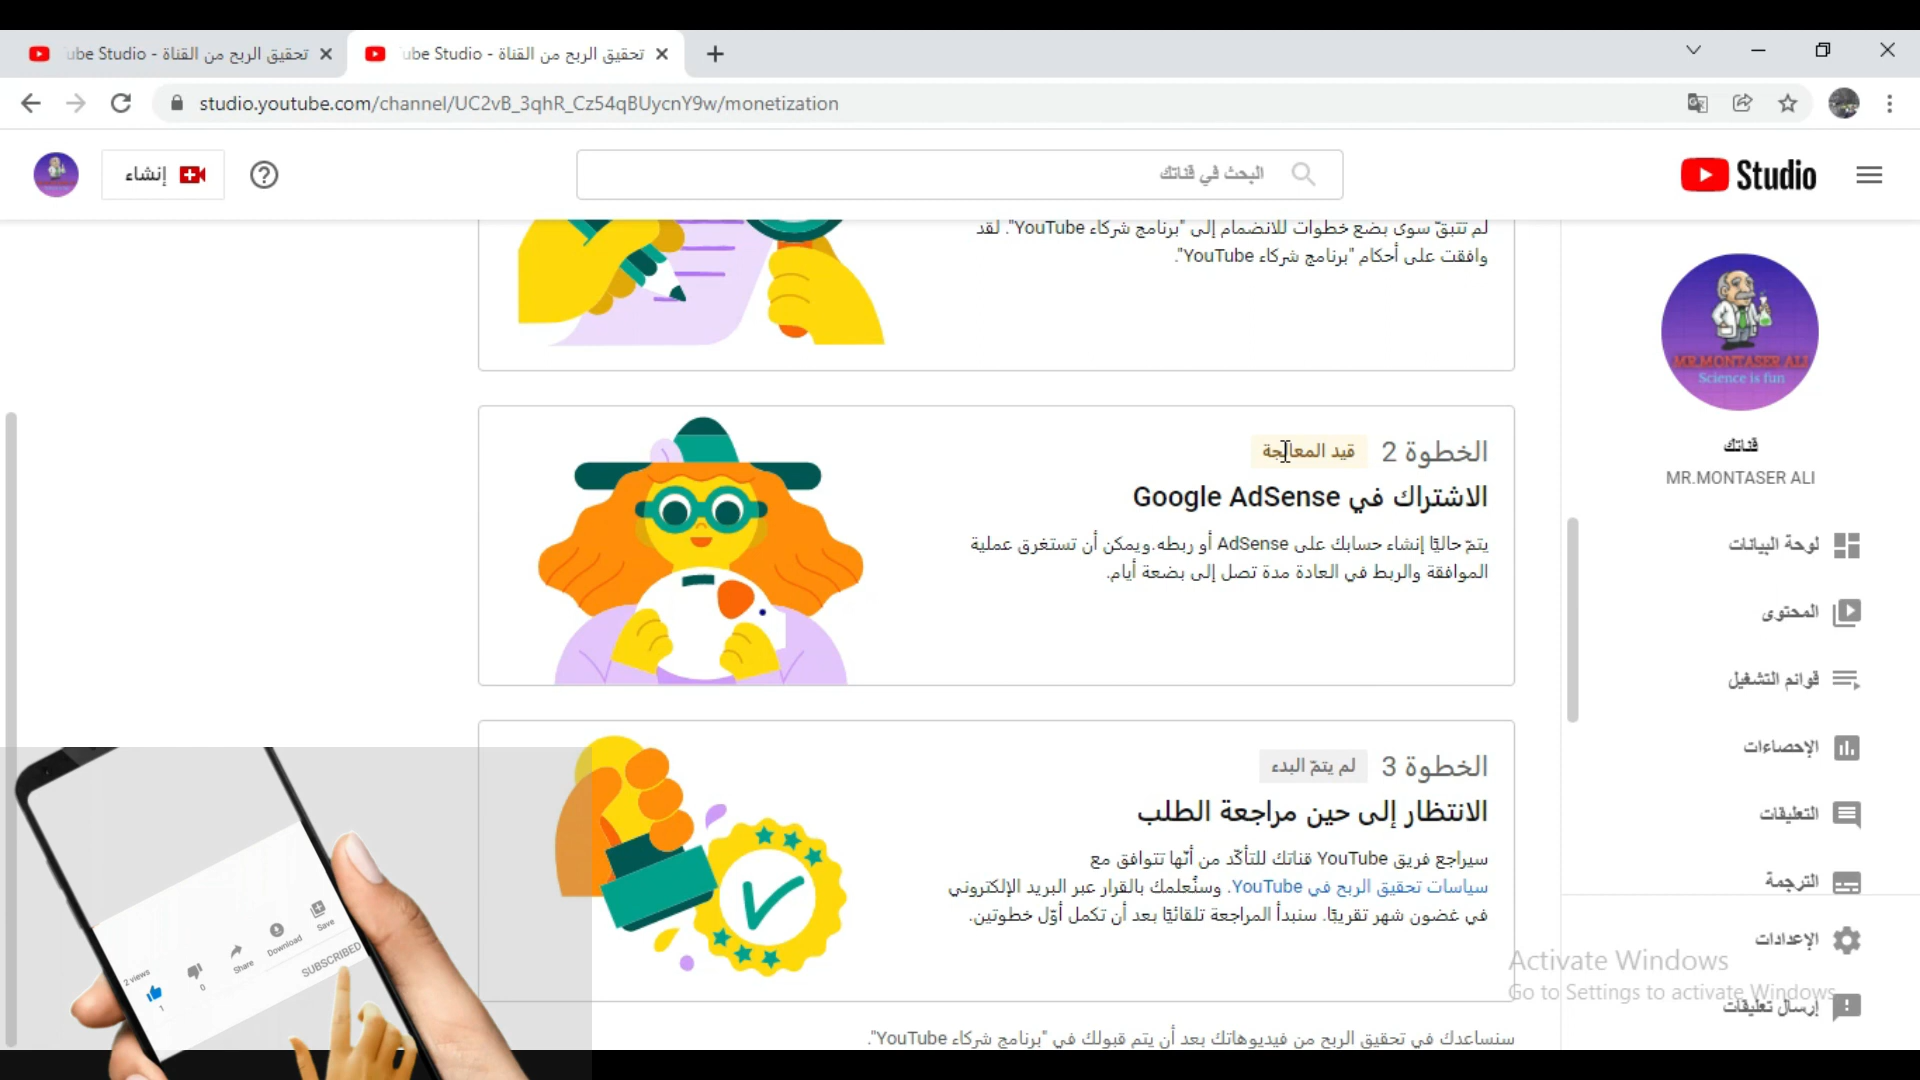 ube Studio - تحقيق الربح من القناة
ube Studio - تحقيق الربح من القناة
studio.youtube.com/channel/UC2vB_3qhR_Cz54qBUycnY9w/monetization
Studio
البحث في قناتك
إنشاء
لم تتبقّ سوى بضع خطوات للانضمام إلى "برنامج شركاء YouTube". لقد
وافقت على أحكام "برنامج شركاء YouTube".
الخطوة 2 قيد المعالجة
الاشتراك في Google AdSense
يتمّ حاليًا إنشاء حسابك على AdSense أو ربطه.ويمكن أن تستغرق عملية
الموافقة والربط في العادة مدة تصل إلى بضعة أيام.
الخطوة 3 لم يتمّ البدء
الانتظار إلى حين مراجعة الطلب
سيراجع فريق YouTube قناتك للتأكّد من أنّها تتوافق مع
سياسات تحقيق الربح في YouTube. وسنُعلمك بالقرار عبر البريد الإلكتروني
في غضون شهر تقريبًا. سنبدأ المراجعة تلقائيًا بعد أن تكمل أوّل خطوتين.
سنساعدك في تحقيق الربح من فيديوهاتك بعد أن يتم قبولك في "برنامج شركاء YouTube".
MR.MONTASER ALI
Science is fun
قناتك
MR.MONTASER ALI
لوحة البيانات
المحتوى
قوائم التشغيل
الإحصاءات
التعليقات
الترجمة
الإعدادات
إرسال تعليقات
Activate Windows
Go to Settings to activate Windows.
2 views
1
0
Share
Download
Save
SUBSCRIBED